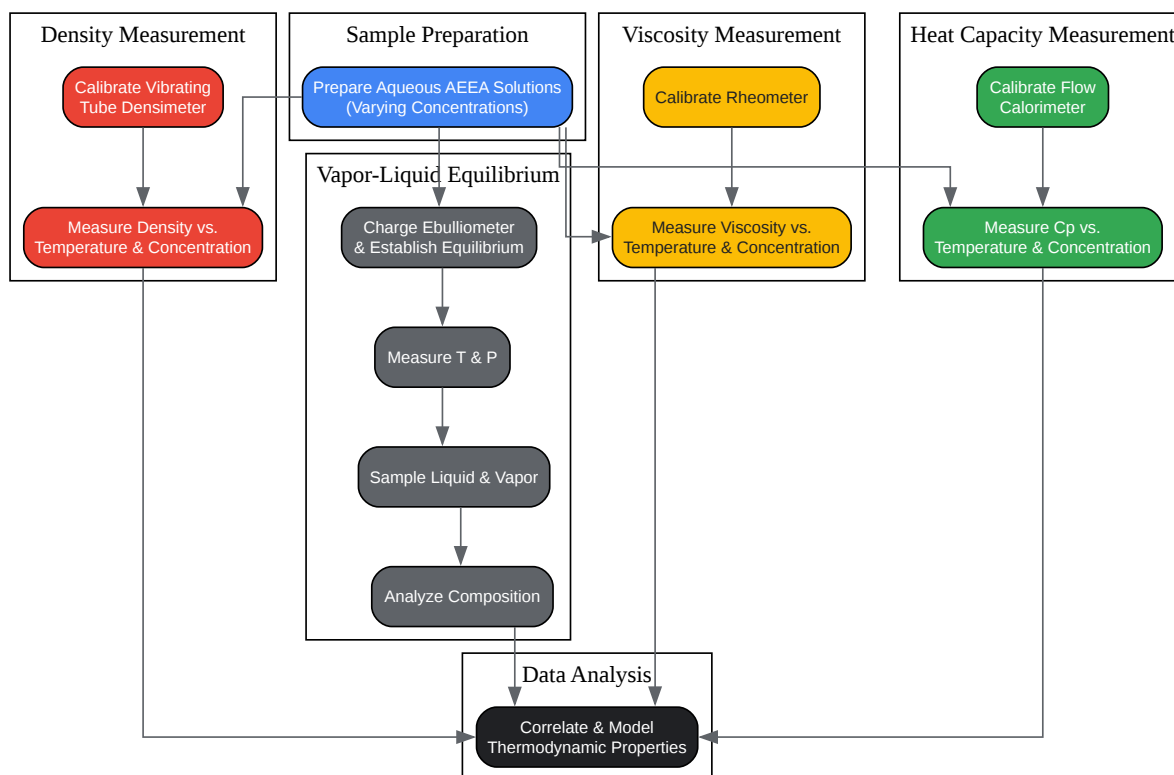 Density Measurement
Sample Preparation
Viscosity Measurement
Heat Capacity Measurement
Calibrate Vibrating
Tube Densimeter
Prepare Aqueous AEEA Solutions
(Varying Concentrations)
Calibrate Rheometer
Calibrate Flow
Calorimeter
Vapor-Liquid Equilibrium
Measure Density vs.
Temperature & Concentration
Charge Ebulliometer
& Establish Equilibrium
Measure Viscosity vs.
Temperature & Concentration
Measure Cp vs.
Temperature & Concentration
Measure T & P
Sample Liquid & Vapor
Analyze Composition
Data Analysis
Correlate & Model
Thermodynamic Properties